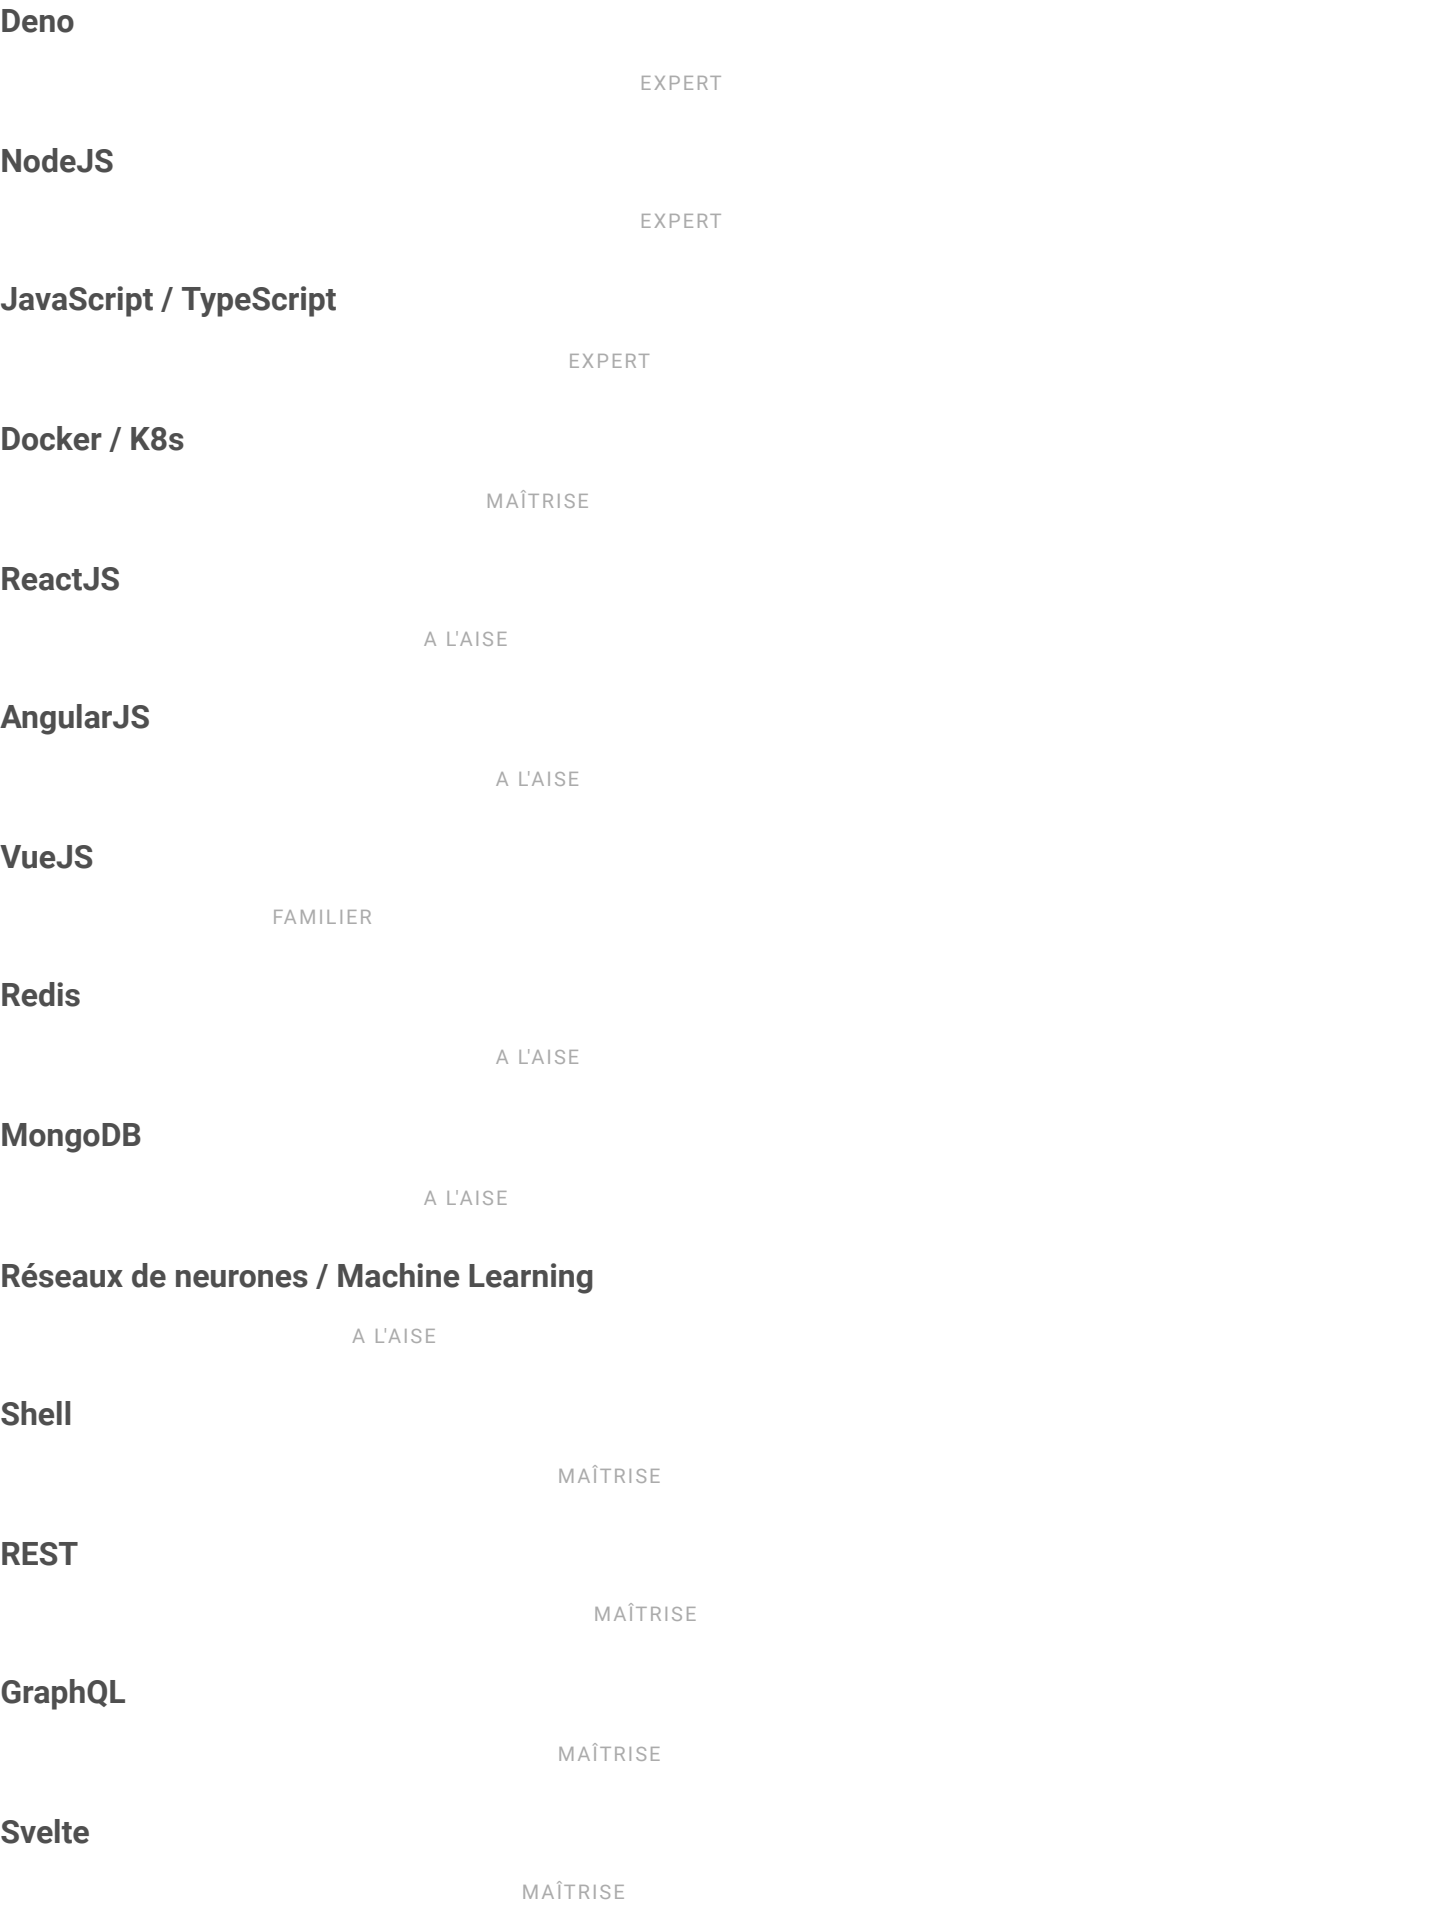 Deno
EXPERT
NodeJS
EXPERT
JavaScript / TypeScript
EXPERT
Docker / K8s
MAÎTRISE
ReactJS
A L'AISE
AngularJS
A L'AISE
VueJS
FAMILIER
Redis
A L'AISE
MongoDB
A L'AISE
Réseaux de neurones / Machine Learning
A L'AISE
Shell
MAÎTRISE
REST
MAÎTRISE
GraphQL
MAÎTRISE
Svelte
MAÎTRISE